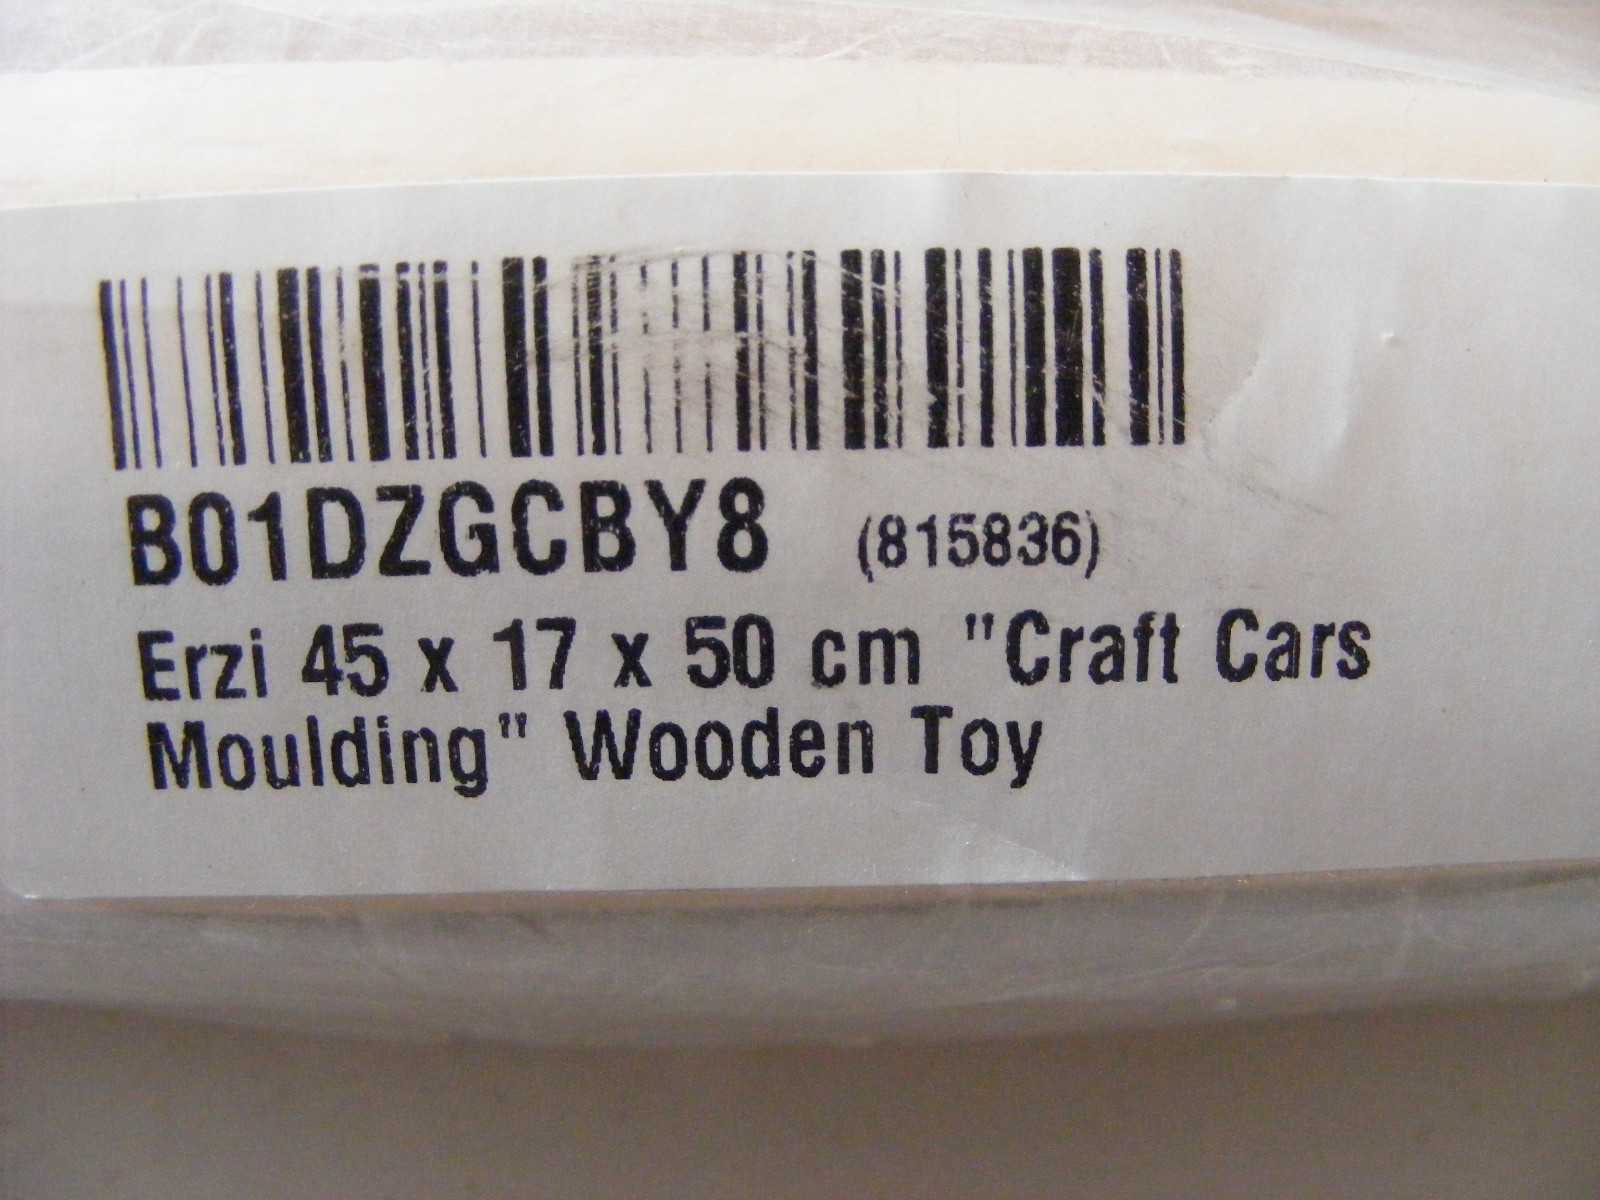 B01DZGCBY8 (815836)
Erzi 45 x 17 x 50 cm "Craft Cars
Moulding" Wooden Toy